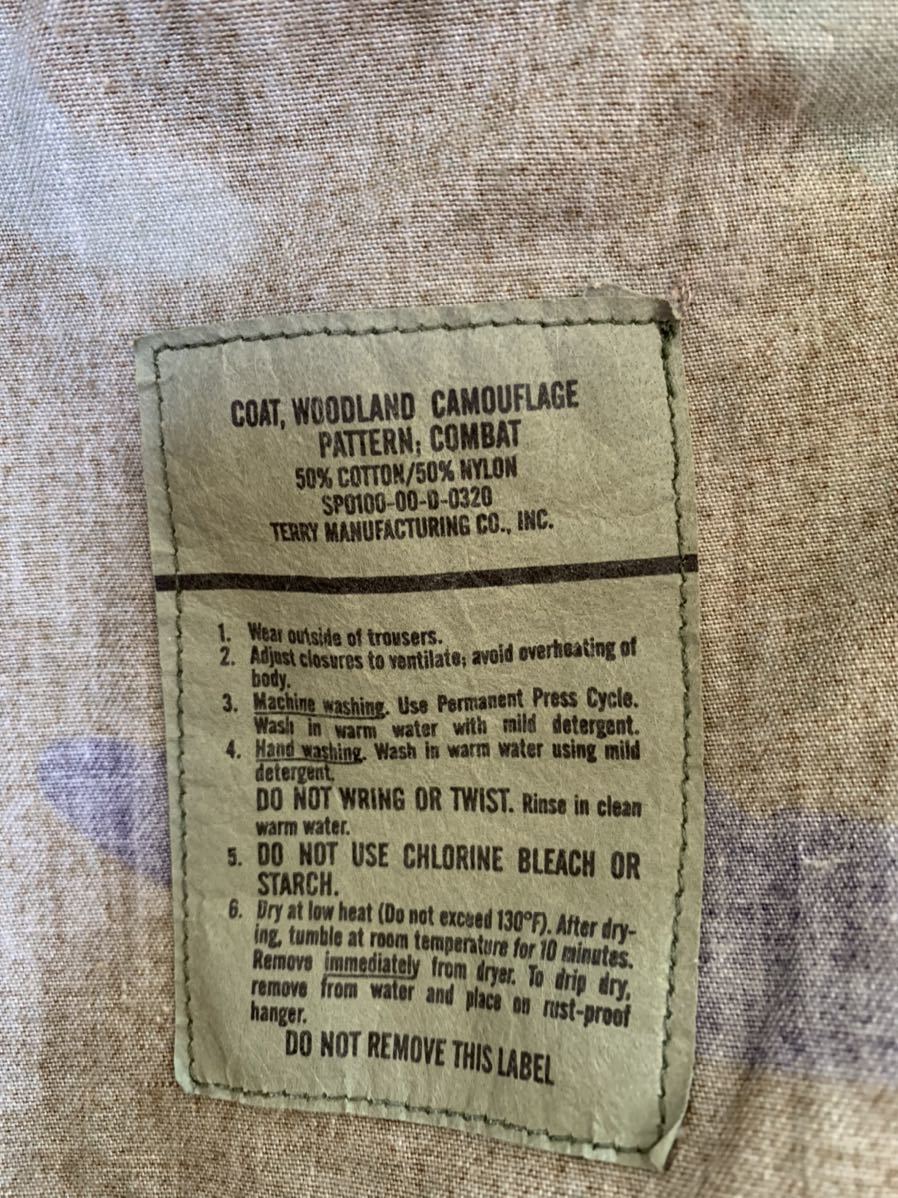 COAT, WOODLAND CAMOUFLAGE
PATTERN; COMBAT
50% COTTON/50% NYLON
SPO100-00-D-0320
TERRY MANUFACTURING CO., INC.
1. Wear outside of trousers.
2. Adjust closures to ventilate; avoid overheating of
body.
3. Machine washing. Use Permanent Press Cycle.
Wash in warm water with mild detergent.
4. Hand washing. Wash in warm water using mild
detergent.
DO NOT WRING OR TWIST. Rinse in clean
warm water.
5. DO NOT USE CHLORINE BLEACH OR
STARCH.
6. Dry at low heat (Do not exceed 130°F). After dry-
ing, tumble at room temperature for 10 minutes.
Remove immediately from dryer. To drip dry,
remove from water and place on rust-proof
hanger.
DO NOT REMOVE THIS LABEL